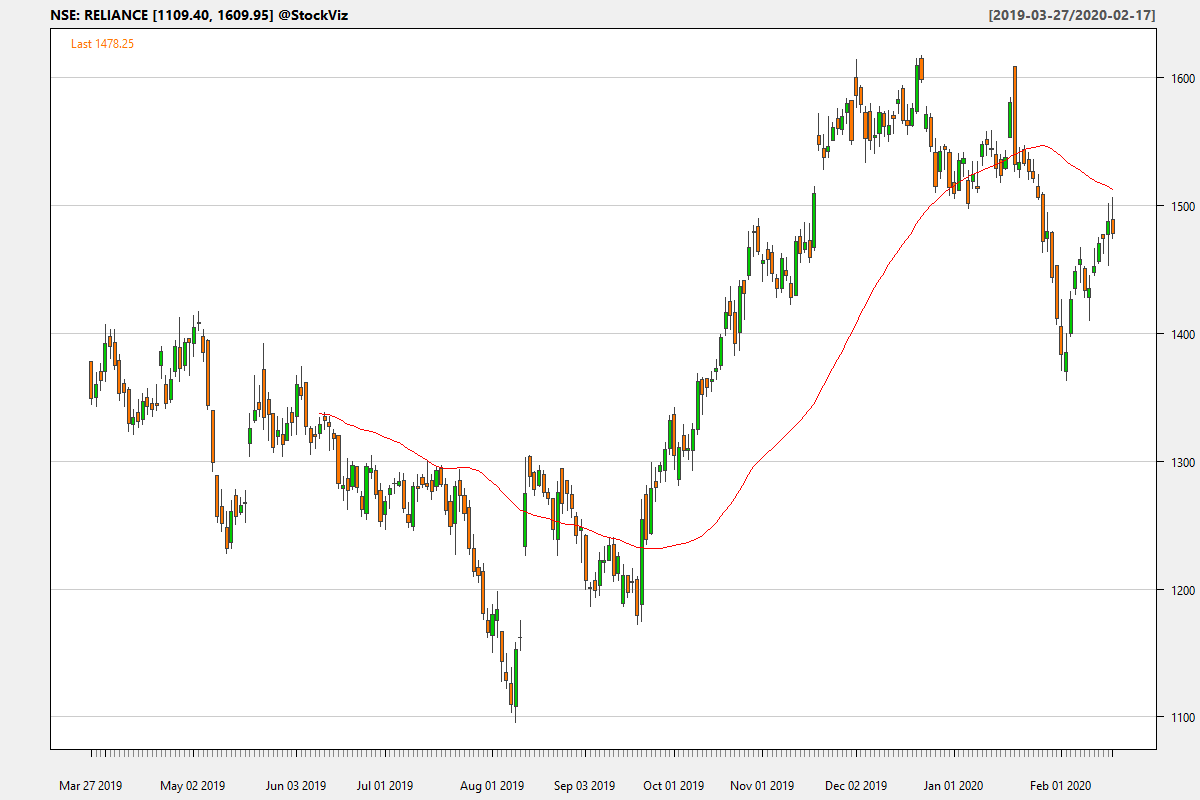 NSE: RELIANCE [1109.40, 1609.95] @StockViz [2019-03-27/2020-02-17]
Last 1478.25
1600
1500
1400
1300
1200
1100
Mar 27 2019 May 02 2019 Jun 03 2019 Jul 01 2019 Aug 01 2019 Sep 03 2019 Oct 01 2019 Nov 01 2019 Dec 02 2019 Jan 01 2020 Feb 01 2020